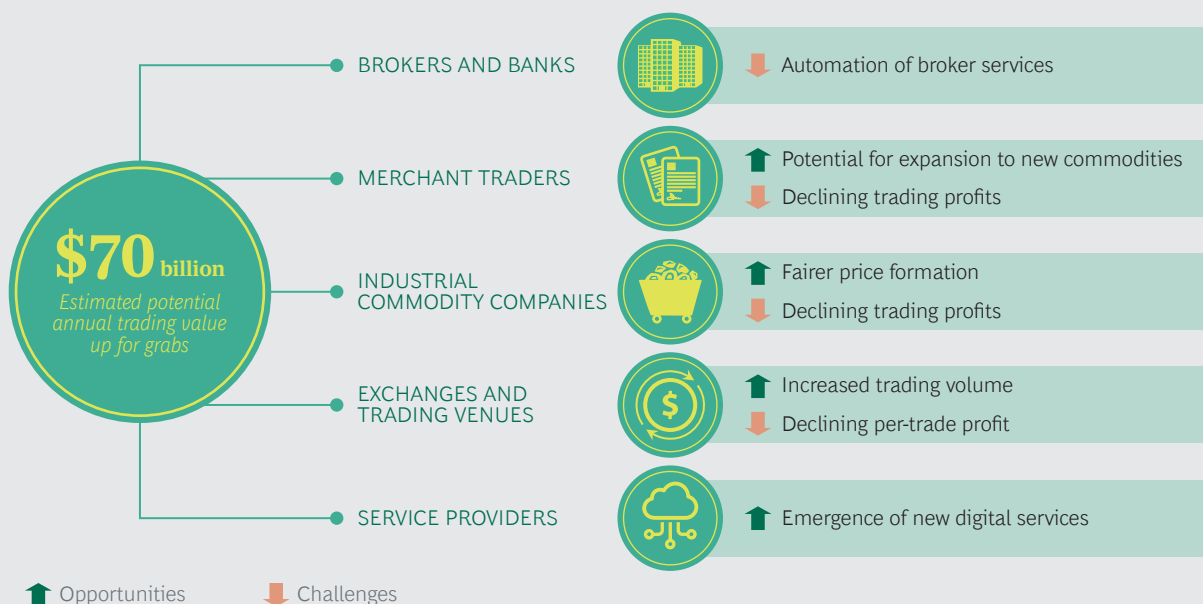 BROKERS AND BANKS
Automation of broker services
MERCHANT TRADERS
Potential for expansion to new commodities
Declining trading profits
$70 billion
Estimated potential
annual trading value
up for grabs
INDUSTRIAL
COMMODITY COMPANIES
Fairer price formation
Declining trading profits
EXCHANGES AND
TRADING VENUES
$
Increased trading volume
Declining per-trade profit
SERVICE PROVIDERS
Emergence of new digital services
Opportunities
Challenges